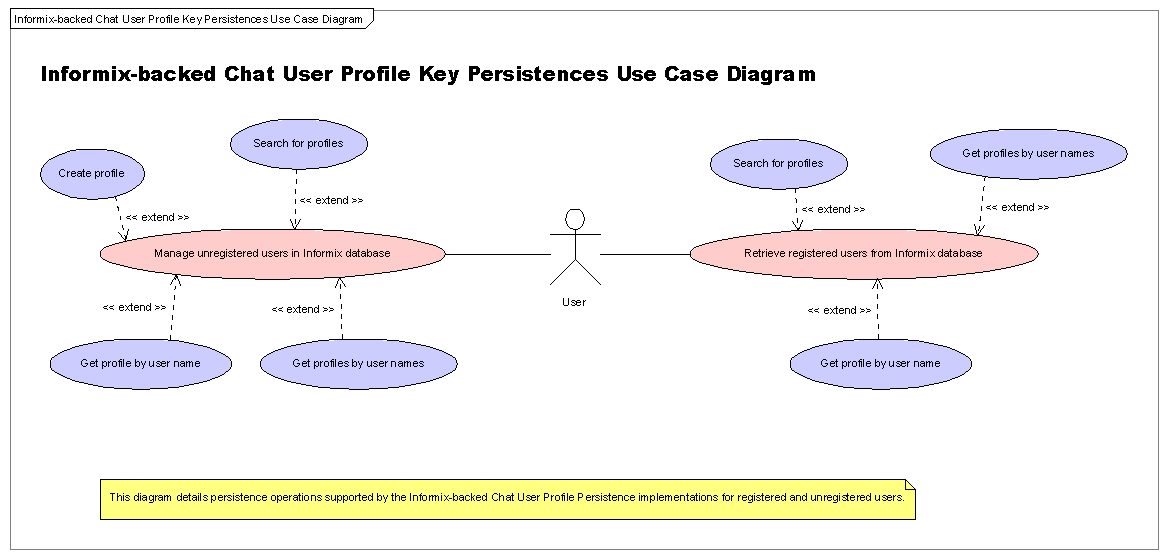 Informix-backed Chat User Profile Key Persistences Use Case Diagram
Informix-backed Chat User Profile Key Persistences Use Case Diagram
Search for profiles
Create profile
<< extend >>
<< extend >>
Manage unregistered users in Informix database
<< extend >>
<< extend >>
Get profile by user name
Get profiles by user names
User
Search for profiles
Get profiles by user names
<< extend >>
<< extend >>
Retrieve registered users from Informix database
<< extend >>
Get profile by user name
This diagram details persistence operations supported by the Informix-backed Chat User Profile Persistence implementations for registered and unregistered users.